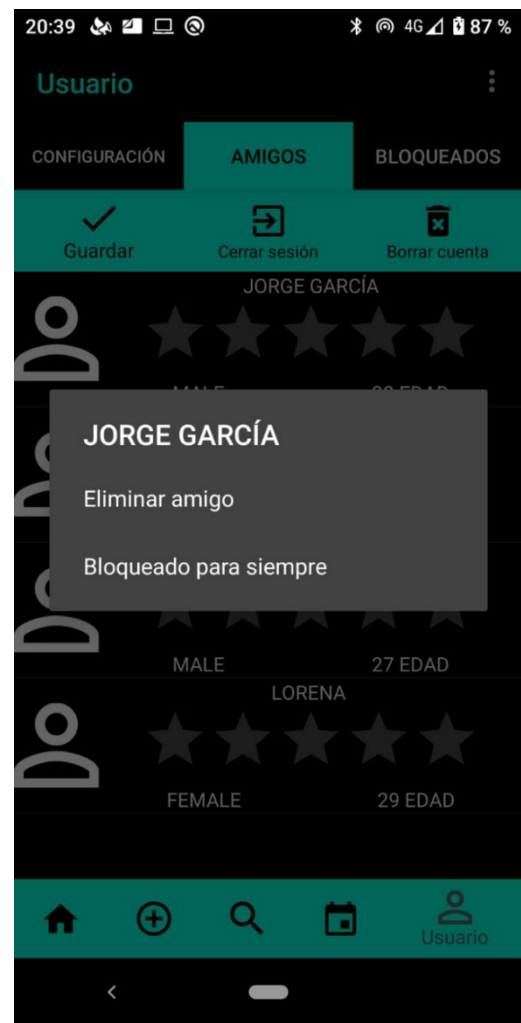 20:39 4G 87 %
Usuario
CONFIGURACIÓN AMIGOS BLOQUEADOS
Guardar Cerrar sesión Borrar cuenta
JORGE GARCÍA
JORGE GARCÍA
Eliminar amigo
Bloqueado para siempre
MALE 27 EDAD
LORENA
FEMALE 29 EDAD
Usuario